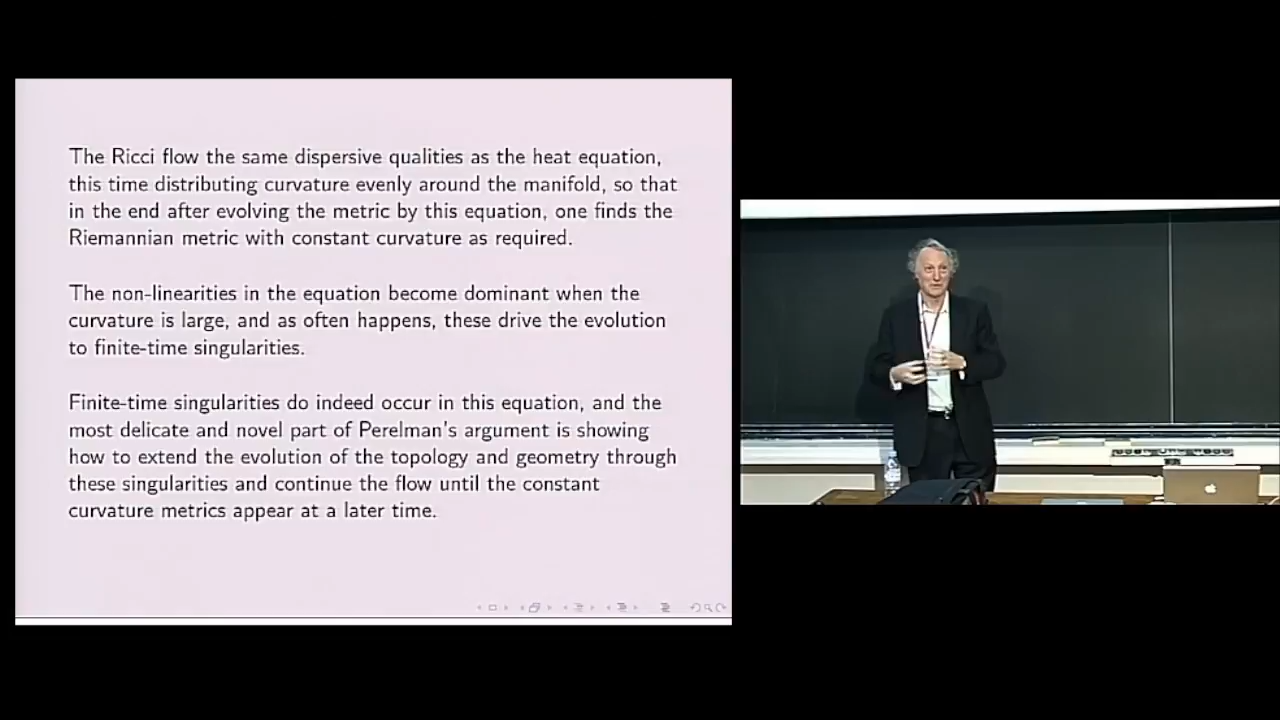 The Ricci flow the same dispersive qualities as the heat equation,
this time distributing curvature evenly around the manifold, so that
in the end after evolving the metric by this equation, one finds the
Riemannian metric with constant curvature as required.
The non-linearities in the equation become dominant when the
curvature is large, and as often happens, these drive the evolution
to finite-time singularities.
Finite-time singularities do indeed occur in this equation, and the
most delicate and novel part of Perelman's argument is showing
how to extend the evolution of the topology and geometry through
these singularities and continue the flow until the constant
curvature metrics appear at a later time.